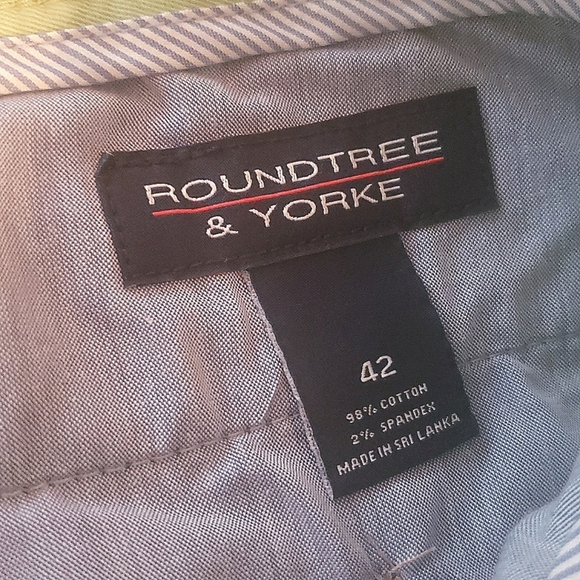 ROUNDTREE
& YORKE
42
98% COTTON
2% SPANDEX
MADE IN SRI LANKA